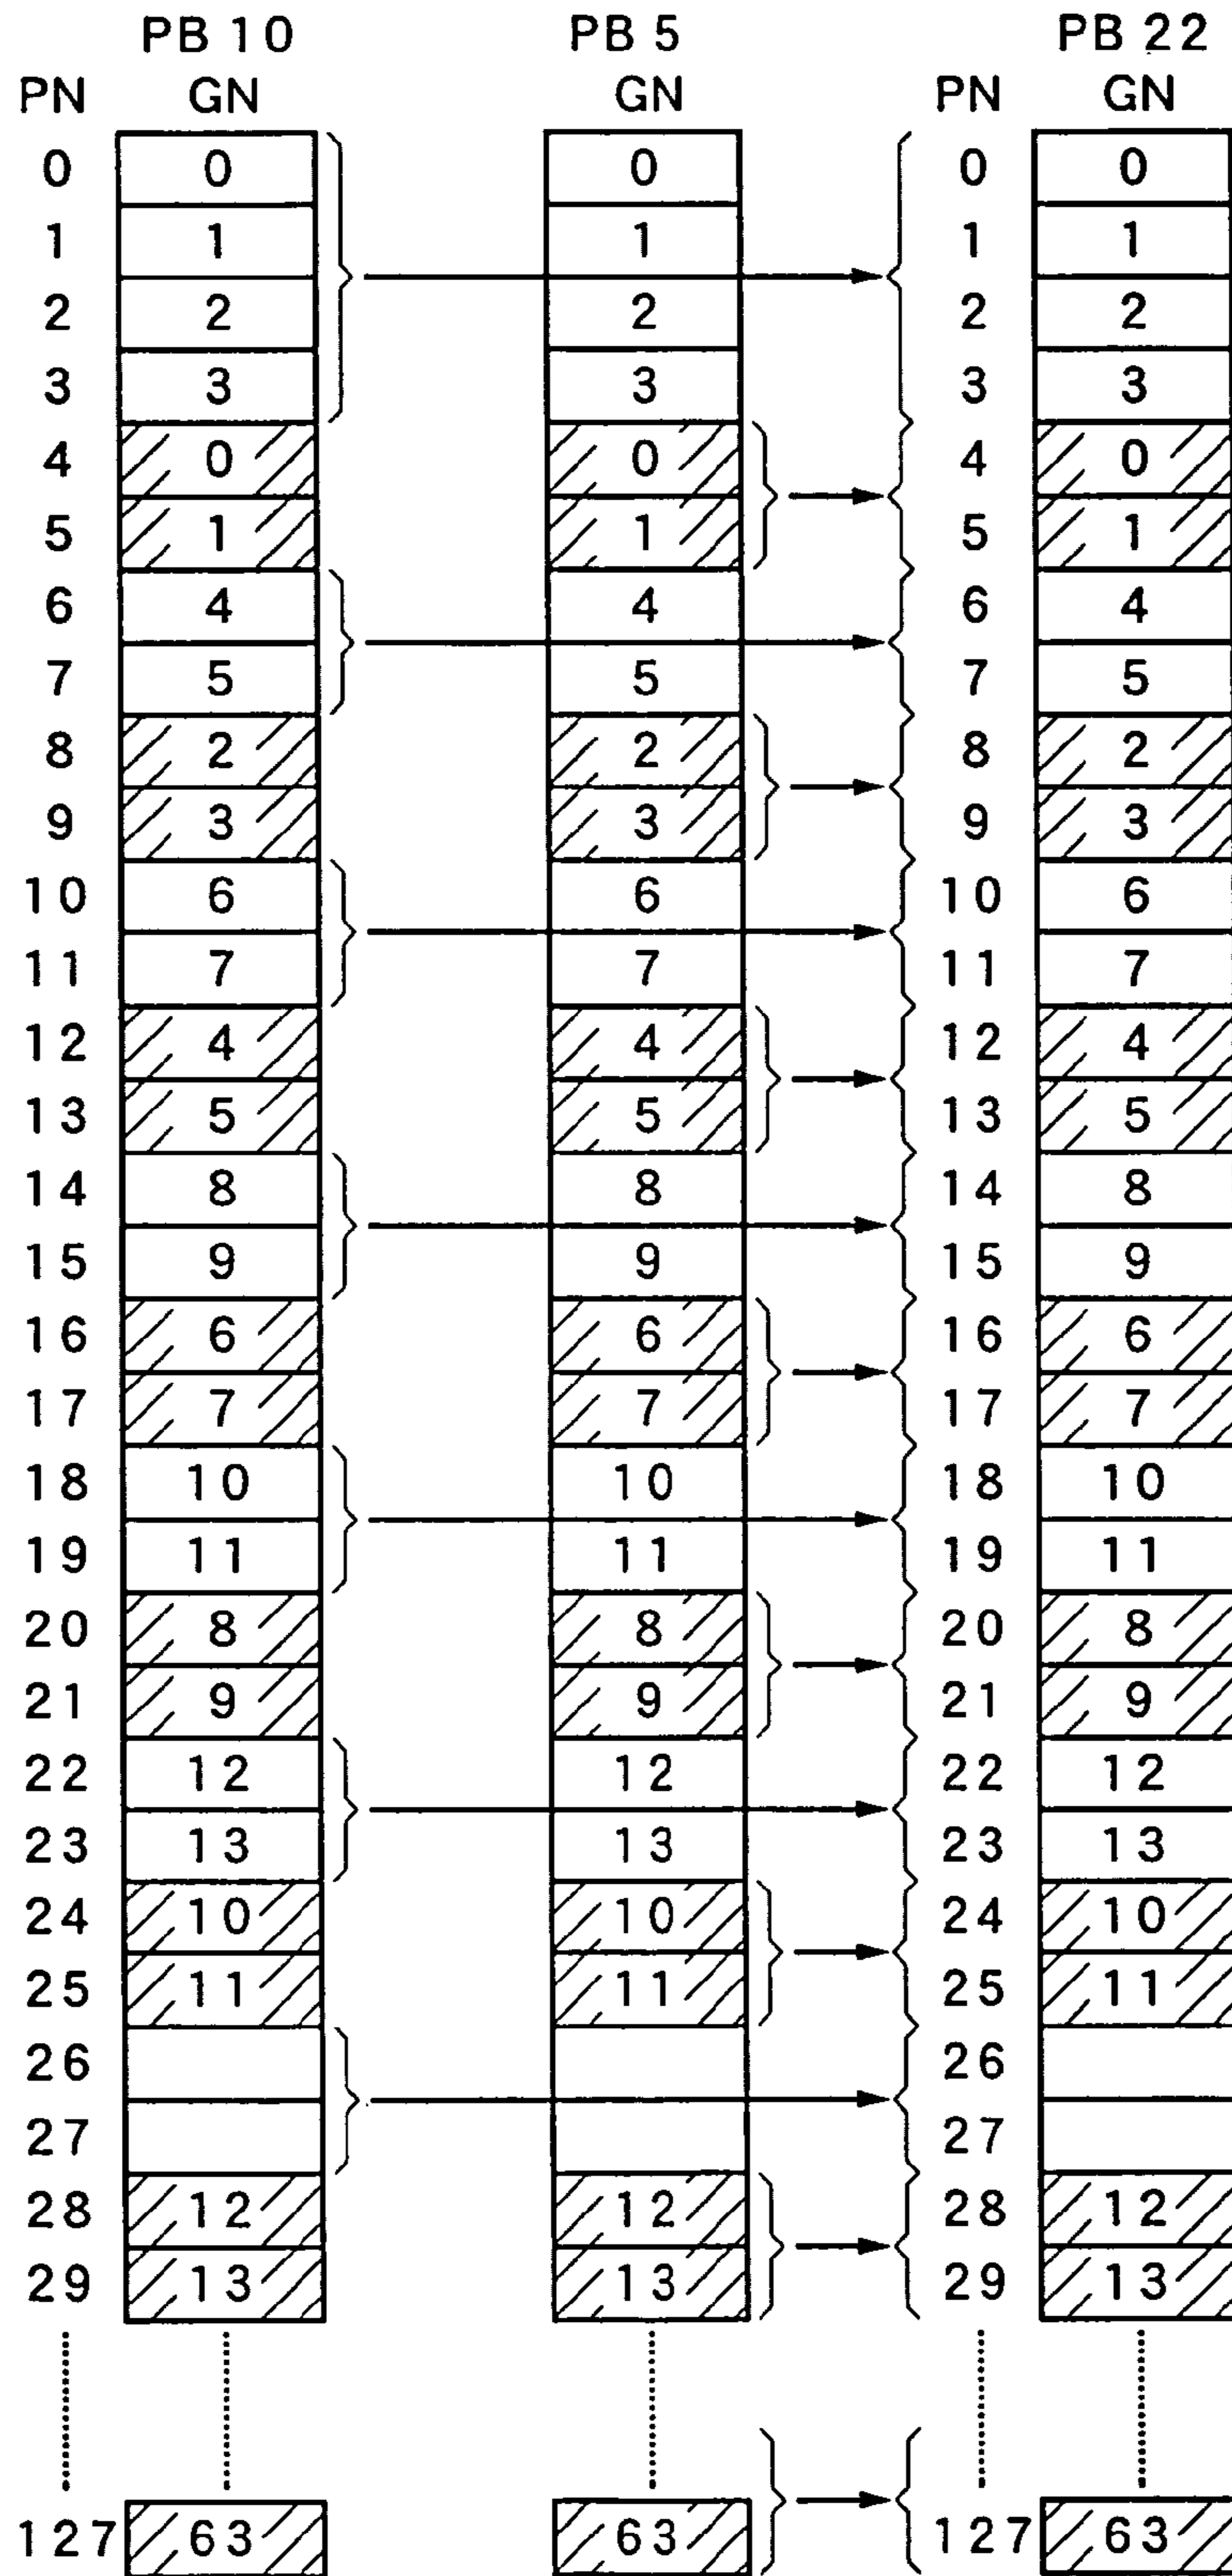 PB 10 PB 5 PB 22
PN GN GN PN GN
0 0 0 0 0
1 1 1 1 1
2 2 2 2 2
3 3 3 3 3
4 0 0 4 0
5 1 1 5 1
6 4 4 6 4
7 5 5 7 5
8 2 2 8 2
9 3 3 9 3
10 6 6 10 6
11 7 7 11 7
12 4 4 12 4
13 5 5 13 5
14 8 8 14 8
15 9 9 15 9
16 6 6 16 6
17 7 7 17 7
18 10 10 18 10
19 11 11 19 11
20 8 8 20 8
21 9 9 21 9
22 12 12 22 12
23 13 13 23 13
24 10 10 24 10
25 11 11 25 11
26 26
27 27
28 12 12 28 12
29 13 13 29 13
127 63 63 127 63